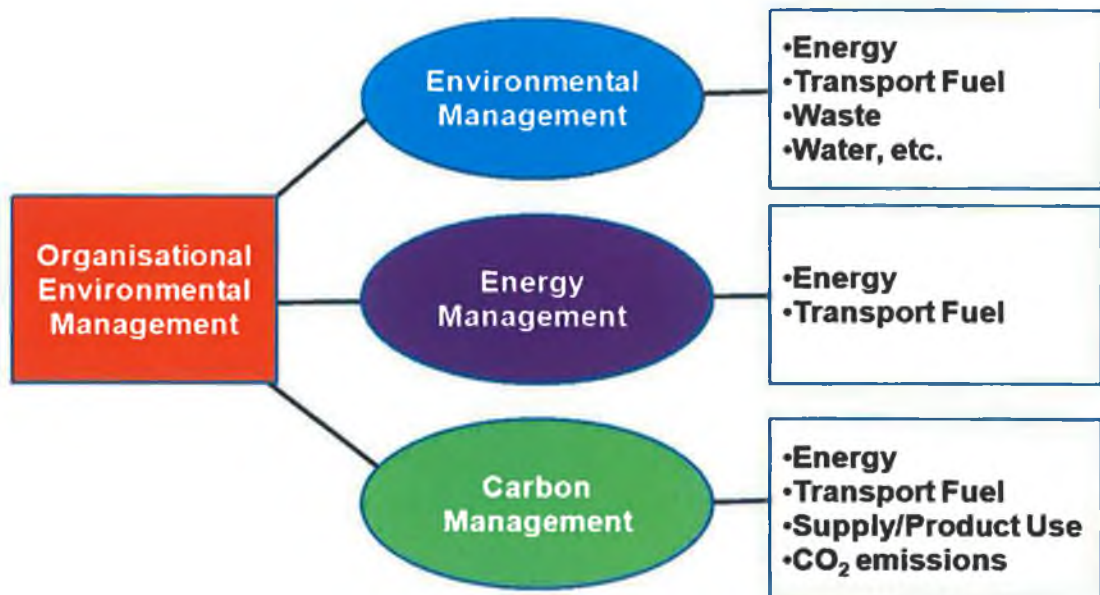 Organisational
Environmental
Management
Environmental
Management
•Energy
•Transport Fuel
•Waste
•Water, etc.
Energy
Management
•Energy
•Transport Fuel
Carbon
Management
•Energy
•Transport Fuel
•Supply/Product Use
•CO₂ emissions